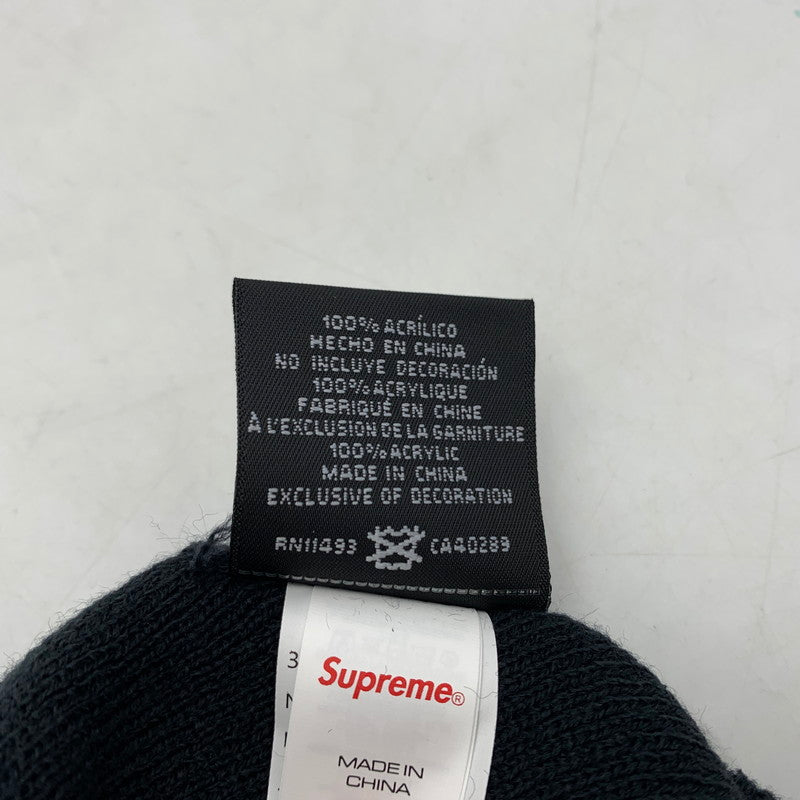 100% ACRÍLICO
HECHO EN CHINA
NO INCLUYE DECORACIÓN
100% ACRYLIQUE
FABRIQUÉ EN CHINE
À L'EXCLUSION DE LA GARNITURE
100% ACRYLIC
MADE IN CHINA
EXCLUSIVE OF DECORATION
RN11493 CA40289
3
Supreme®
MADE IN
CHINA